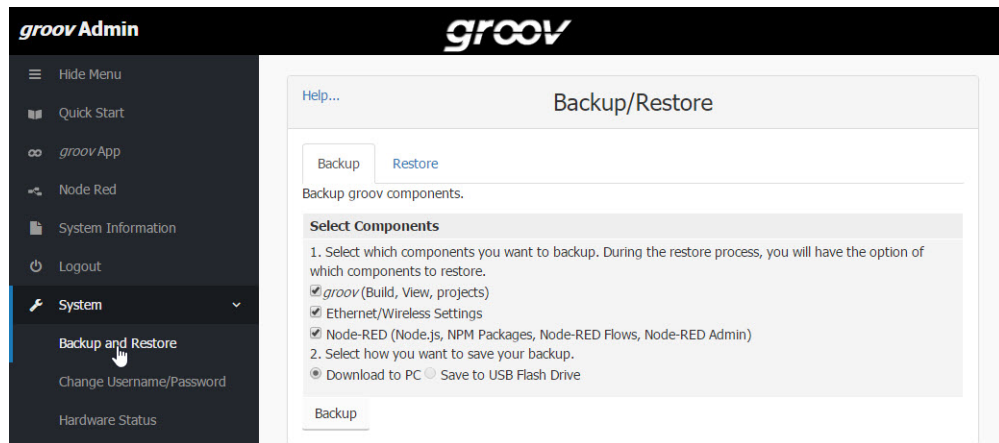 groov Admin
groov
Hide Menu
Quick Start
groov App
Node Red
System Information
Logout
System
Backup and Restore
Change Username/Password
Hardware Status
Help...
Backup/Restore
Backup
Restore
Backup groov components.
Select Components
1. Select which components you want to backup. During the restore process, you will have the option of
which components to restore.
groov (Build, View, projects)
Ethernet/Wireless Settings
Node-RED (Node.js, NPM Packages, Node-RED Flows, Node-RED Admin)
2. Select how you want to save your backup.
Download to PC Save to USB Flash Drive
Backup